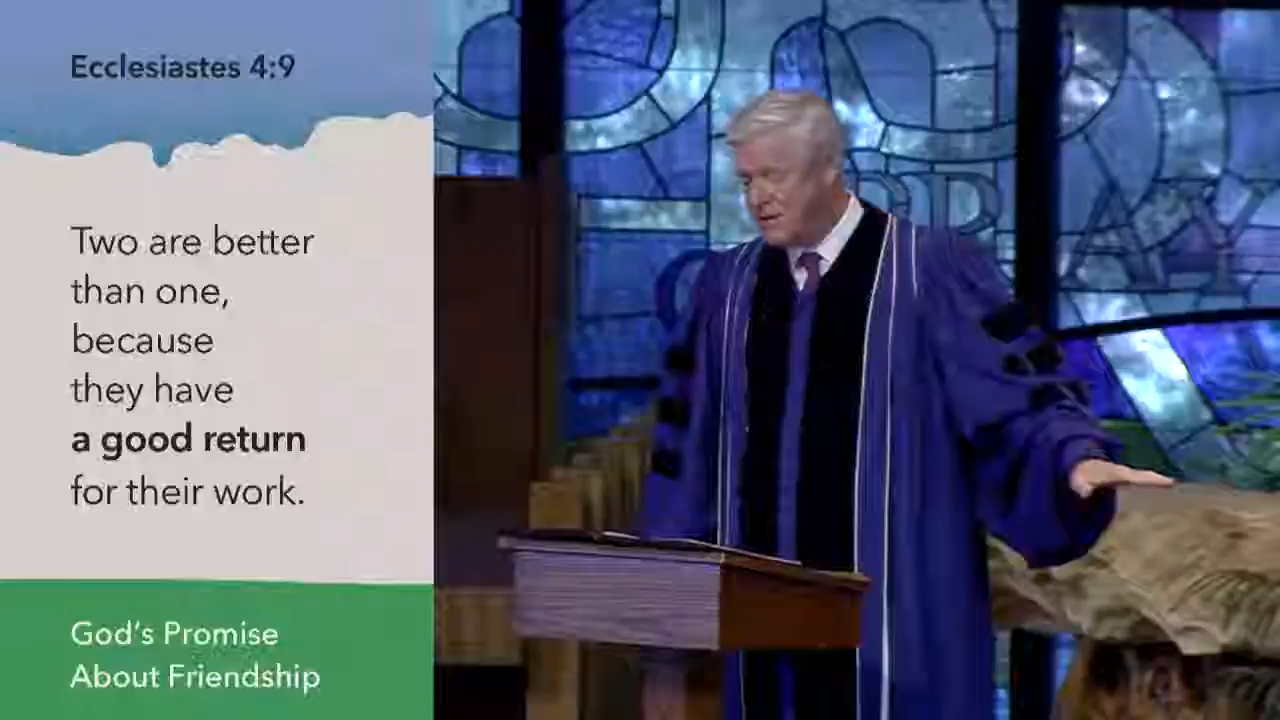 Ecclesiastes 4:9
Two are better
than one,
because
they have
a good return
for their work.
God's Promise
About Friendship